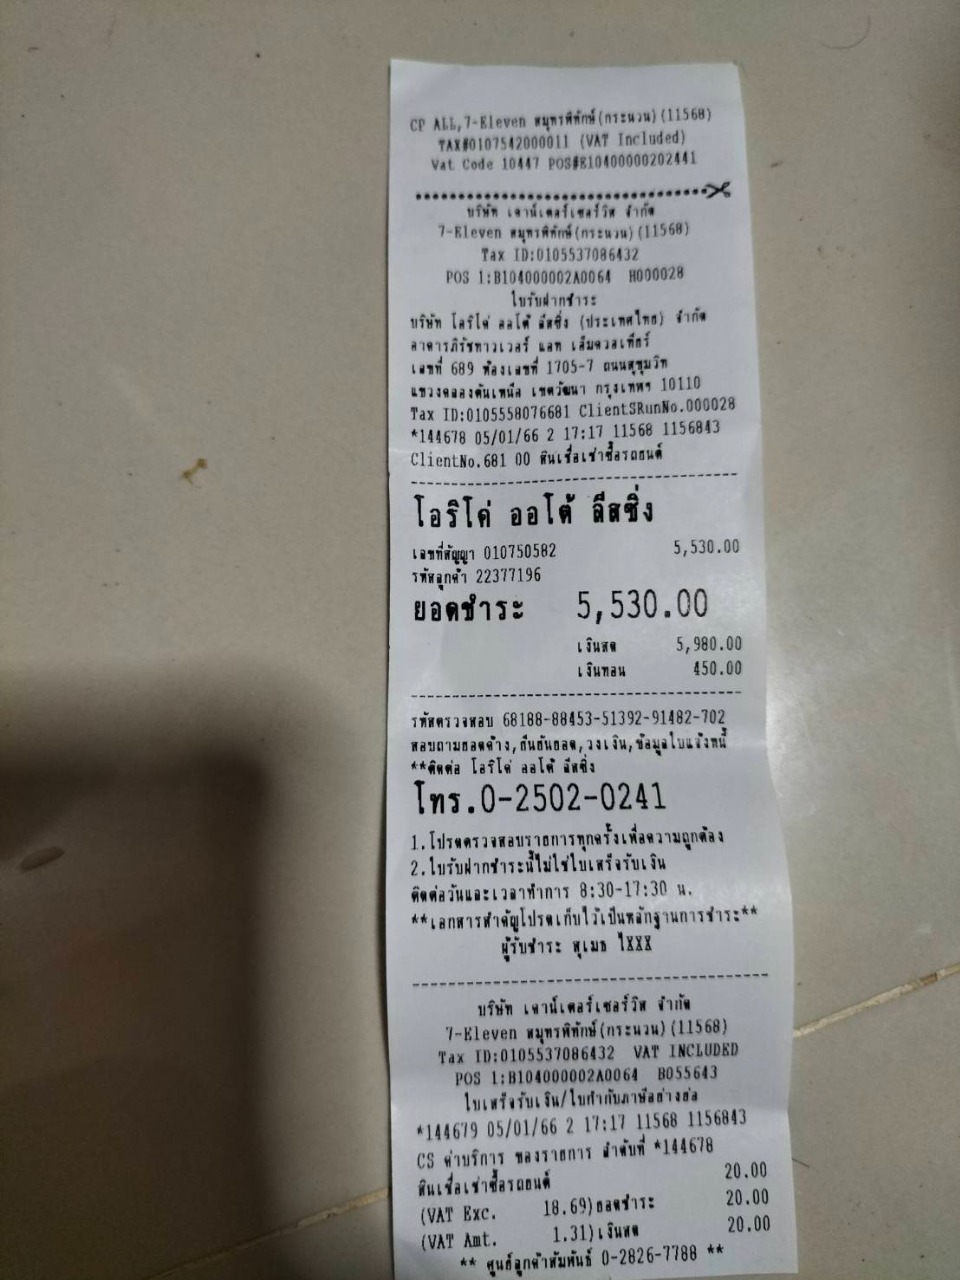 CP ALL,7-Eleven สมุทรพิทักษ์(กระนวน)(11568)
TAX#0107542000011 (VAT Included)
Vat Code 10447 POS#E10400000202441
บริษัท เคาน์เตอร์เซอร์วิส จำกัด
7-Eleven สมุทรพิทักษ์(กระนวน)(11568)
Tax ID:0105537086432
POS 1:B104000002A0064 H000028
ใบรับฝากชำระ
บริษัท โอริโค่ ออโต้ ลีสซิ่ง (ประเทศไทย) จำกัด
อาคารภิรัชทาวเวอร์ แอท เอ็มควอเทียร์
เลขที่ 689 ห้องเลขที่ 1705-7 ถนนสุขุมวิท
แขวงคลองตันเหนือ เขตวัฒนา กรุงเทพฯ 10110
Tax ID:0105558076681 ClientSRunNo.000028
*144678 05/01/66 2 17:17 11568 1156843
ClientNo.681 00 สินเชื่อเช่าซื้อรถยนต์
โอริโค่ ออโต้ ลีสซิ่ง
เลขที่สัญญา 010750582 5,530.00
รหัสลูกค้า 22377196
ยอดชำระ 5,530.00
เงินสด 5,980.00
เงินทอน 450.00
รหัสตรวจสอบ 68188-88453-51392-91482-702
สอบถามยอดค้าง,ยืนยันยอด,วงเงิน,ข้อมูลใบแจ้งหนี้
**ติดต่อ โอริโค่ ออโต้ ลีสซิ่ง
โทร.0-2502-0241
1.โปรดตรวจสอบรายการทุกครั้งเพื่อความถูกต้อง
2.ใบรับฝากชำระนี้ไม่ใช่ใบเสร็จรับเงิน
ติดต่อวันและเวลาทำการ 8:30-17:30 น.
**เอกสารสำคัญโปรดเก็บไว้เป็นหลักฐานการชำระ**
ผู้รับชำระ สุเมธ ไXXX
บริษัท เคาน์เตอร์เซอร์วิส จำกัด
7-Eleven สมุทรพิทักษ์(กระนวน)(11568)
Tax ID:0105537086432 VAT INCLUDED
POS 1:B104000002A0064 B055643
ใบเสร็จรับเงิน/ใบกำกับภาษีอย่างย่อ
*144679 05/01/66 2 17:17 11568 1156843
CS ค่าบริการ ของรายการ ลำดับที่ *144678
สินเชื่อเช่าซื้อรถยนต์ 20.00
(VAT Exc. 18.69)ยอดชำระ 20.00
(VAT Amt. 1.31)เงินสด 20.00
** ศูนย์ลูกค้าสัมพันธ์ 0-2826-7788 **